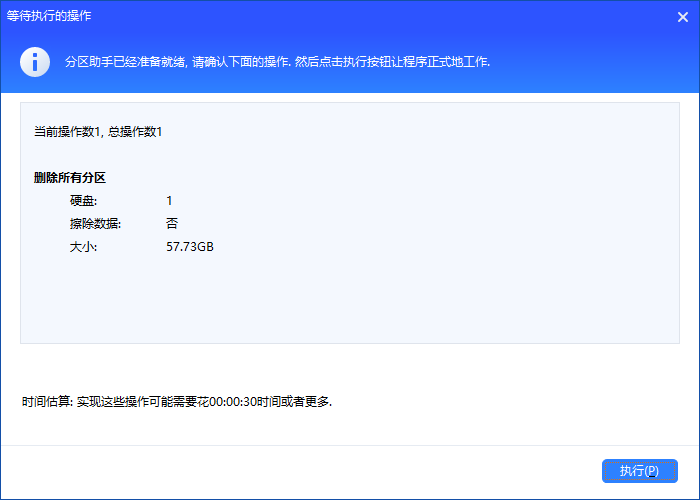 等待执行的操作
分区助手已经准备就绪, 请确认下面的操作. 然后点击执行按钮让程序正式地工作.
当前操作数1, 总操作数1
删除所有分区
硬盘: 1
擦除数据: 否
大小: 57.73GB
时间估算: 实现这些操作可能需要花00:00:30时间或者更多.
执行(P)